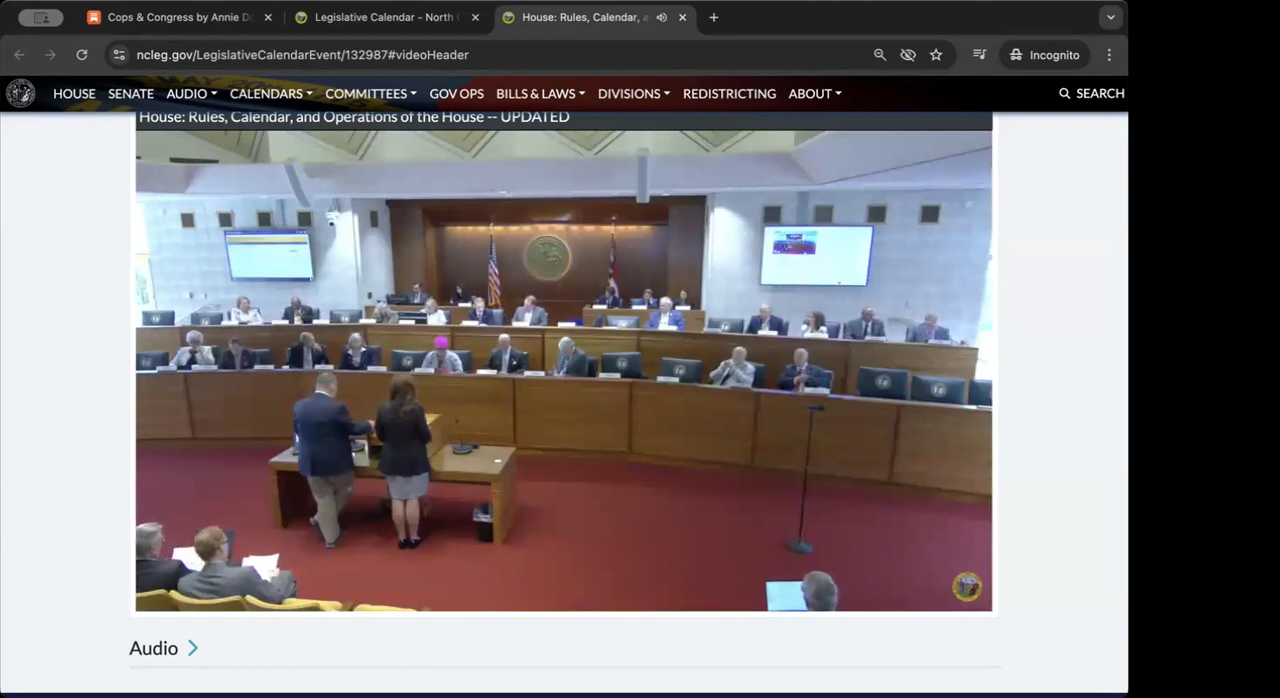 Cops & Congress by Annie D
Legislative Calendar - North
House: Rules, Calendar, a
ncleg.gov/LegislativeCalendarEvent/132987#videoHeader
Incognito
HOUSE SENATE AUDIO CALENDARS COMMITTEES GOV OPS BILLS & LAWS DIVISIONS REDISTRICTING ABOUT SEARCH
House: Rules, Calendar, and Operations of the House -- UPDATED
Audio